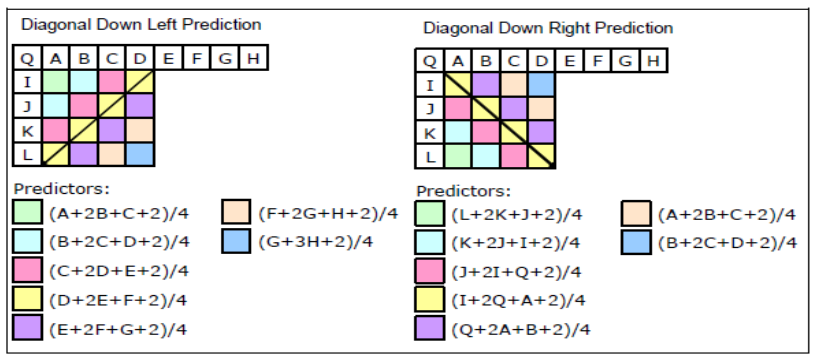 Diagonal Down Left Prediction
Q A B C D E F G H
I
J
K
L
Predictors:
(A+2B+C+2)/4 (F+2G+H+2)/4
(B+2C+D+2)/4 (G+3H+2)/4
(C+2D+E+2)/4
(D+2E+F+2)/4
(E+2F+G+2)/4
Diagonal Down Right Prediction
Q A B C D E F G H
I
J
K
L
Predictors:
(L+2K+J+2)/4 (A+2B+C+2)/4
(K+2J+I+2)/4 (B+2C+D+2)/4
(J+2I+Q+2)/4
(I+2Q+A+2)/4
(Q+2A+B+2)/4